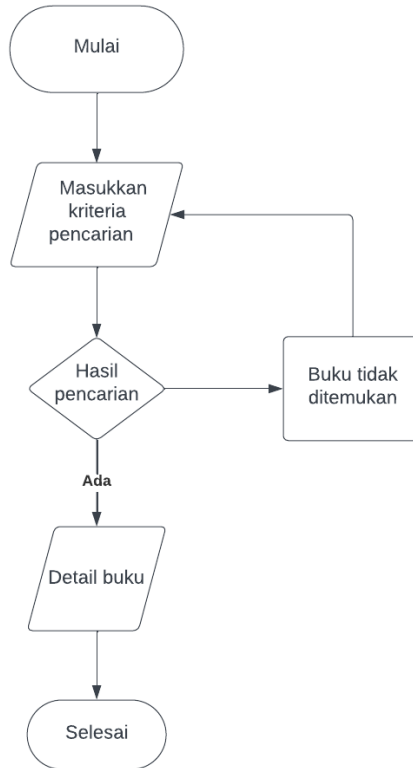 Mulai
Masukkan
kriteria
pencarian
Hasil
pencarian
Buku tidak
ditemukan
Ada
Detail buku
Selesai